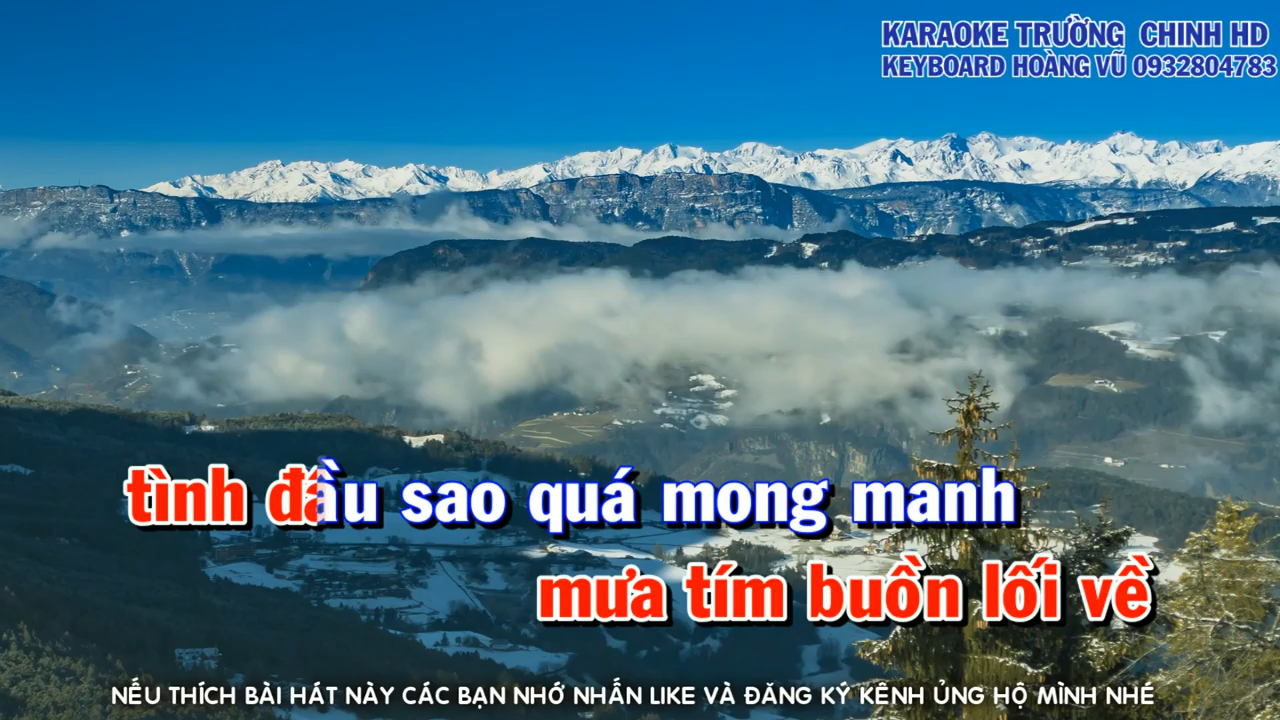 KARAOKE TRƯỜNG CHINH HD
KEYBOARD HOÀNG VŨ 0932804783
tình đầu sao quá mong manh
mưa tím buồn lối về
NẾU THÍCH BÀI HÁT NÀY CÁC BẠN NHỚ NHẤN LIKE VÀ ĐĂNG KÝ KÊNH ỦNG HỘ MÌNH NHÉ